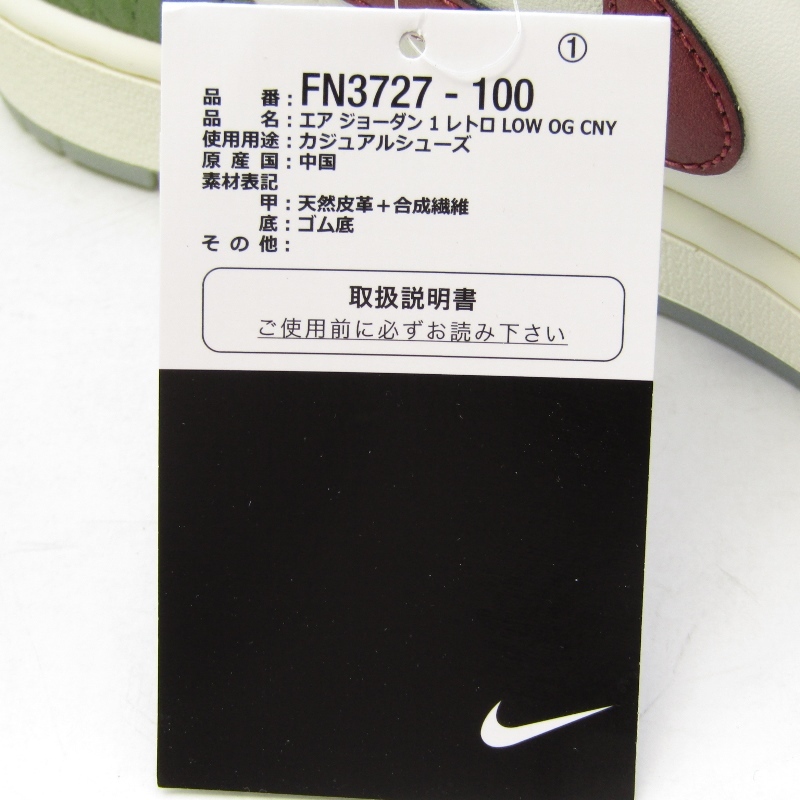 ①
品番：FN3727 - 100
品名：エア ジョーダン 1 レトロ LOW OG CNY
使用用途：カジュアルシューズ
原産国：中国
素材表記
甲：天然皮革＋合成繊維
底：ゴム底
その他：
取扱説明書
ご使用前に必ずお読み下さい